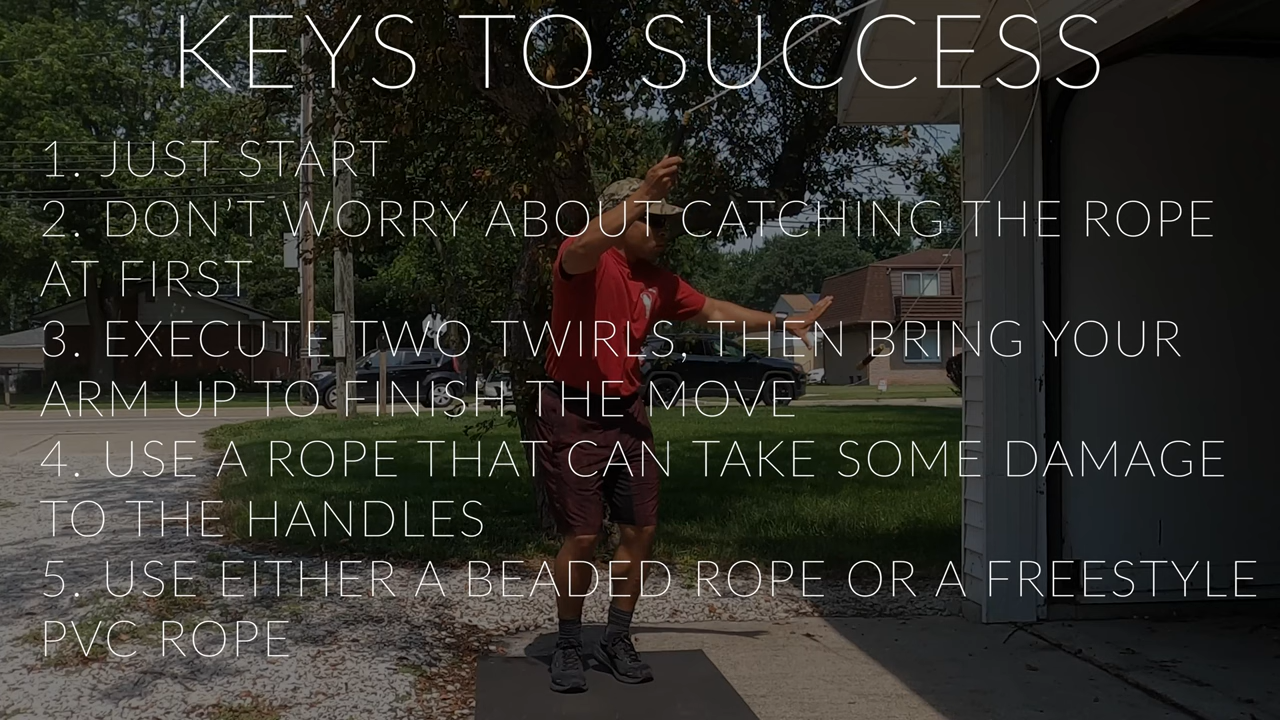 KEYS TO SUCCESS
1. JUST START
2. DON'T WORRY ABOUT CATCHING THE ROPE
AT FIRST
3. EXECUTE TWO TWIRLS, THEN BRING YOUR
ARM UP TO FINISH THE MOVE
4. USE A ROPE THAT CAN TAKE SOME DAMAGE
TO THE HANDLES
5. USE EITHER A BEADED ROPE OR A FREESTYLE
PVC ROPE